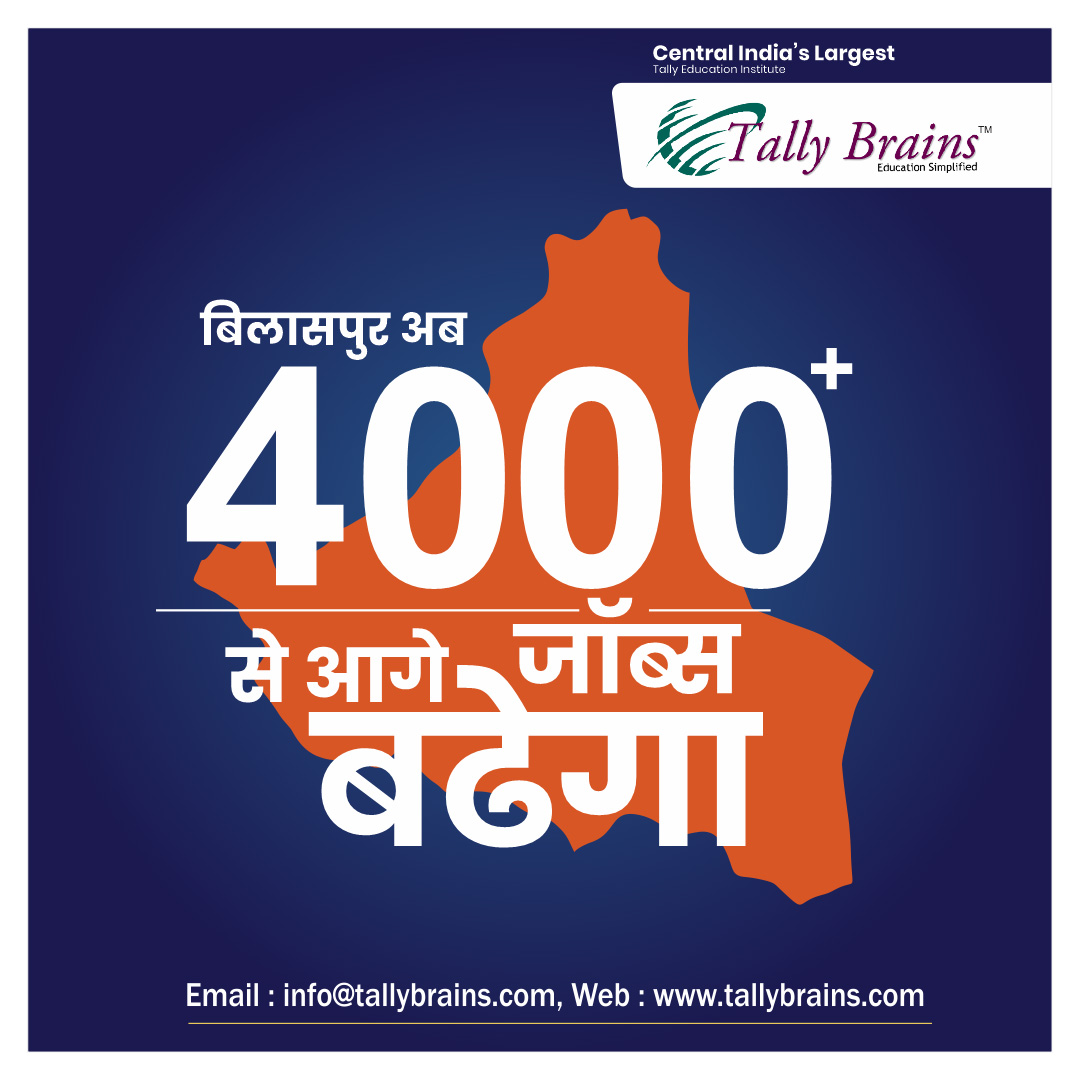 Central India's Largest
Tally Education Institute
Tally Brains™
Education Simplified
बिलासपुर अब
4000+
से आगे जॉब्स
बढेगा
Email : info@tallybrains.com, Web : www.tallybrains.com